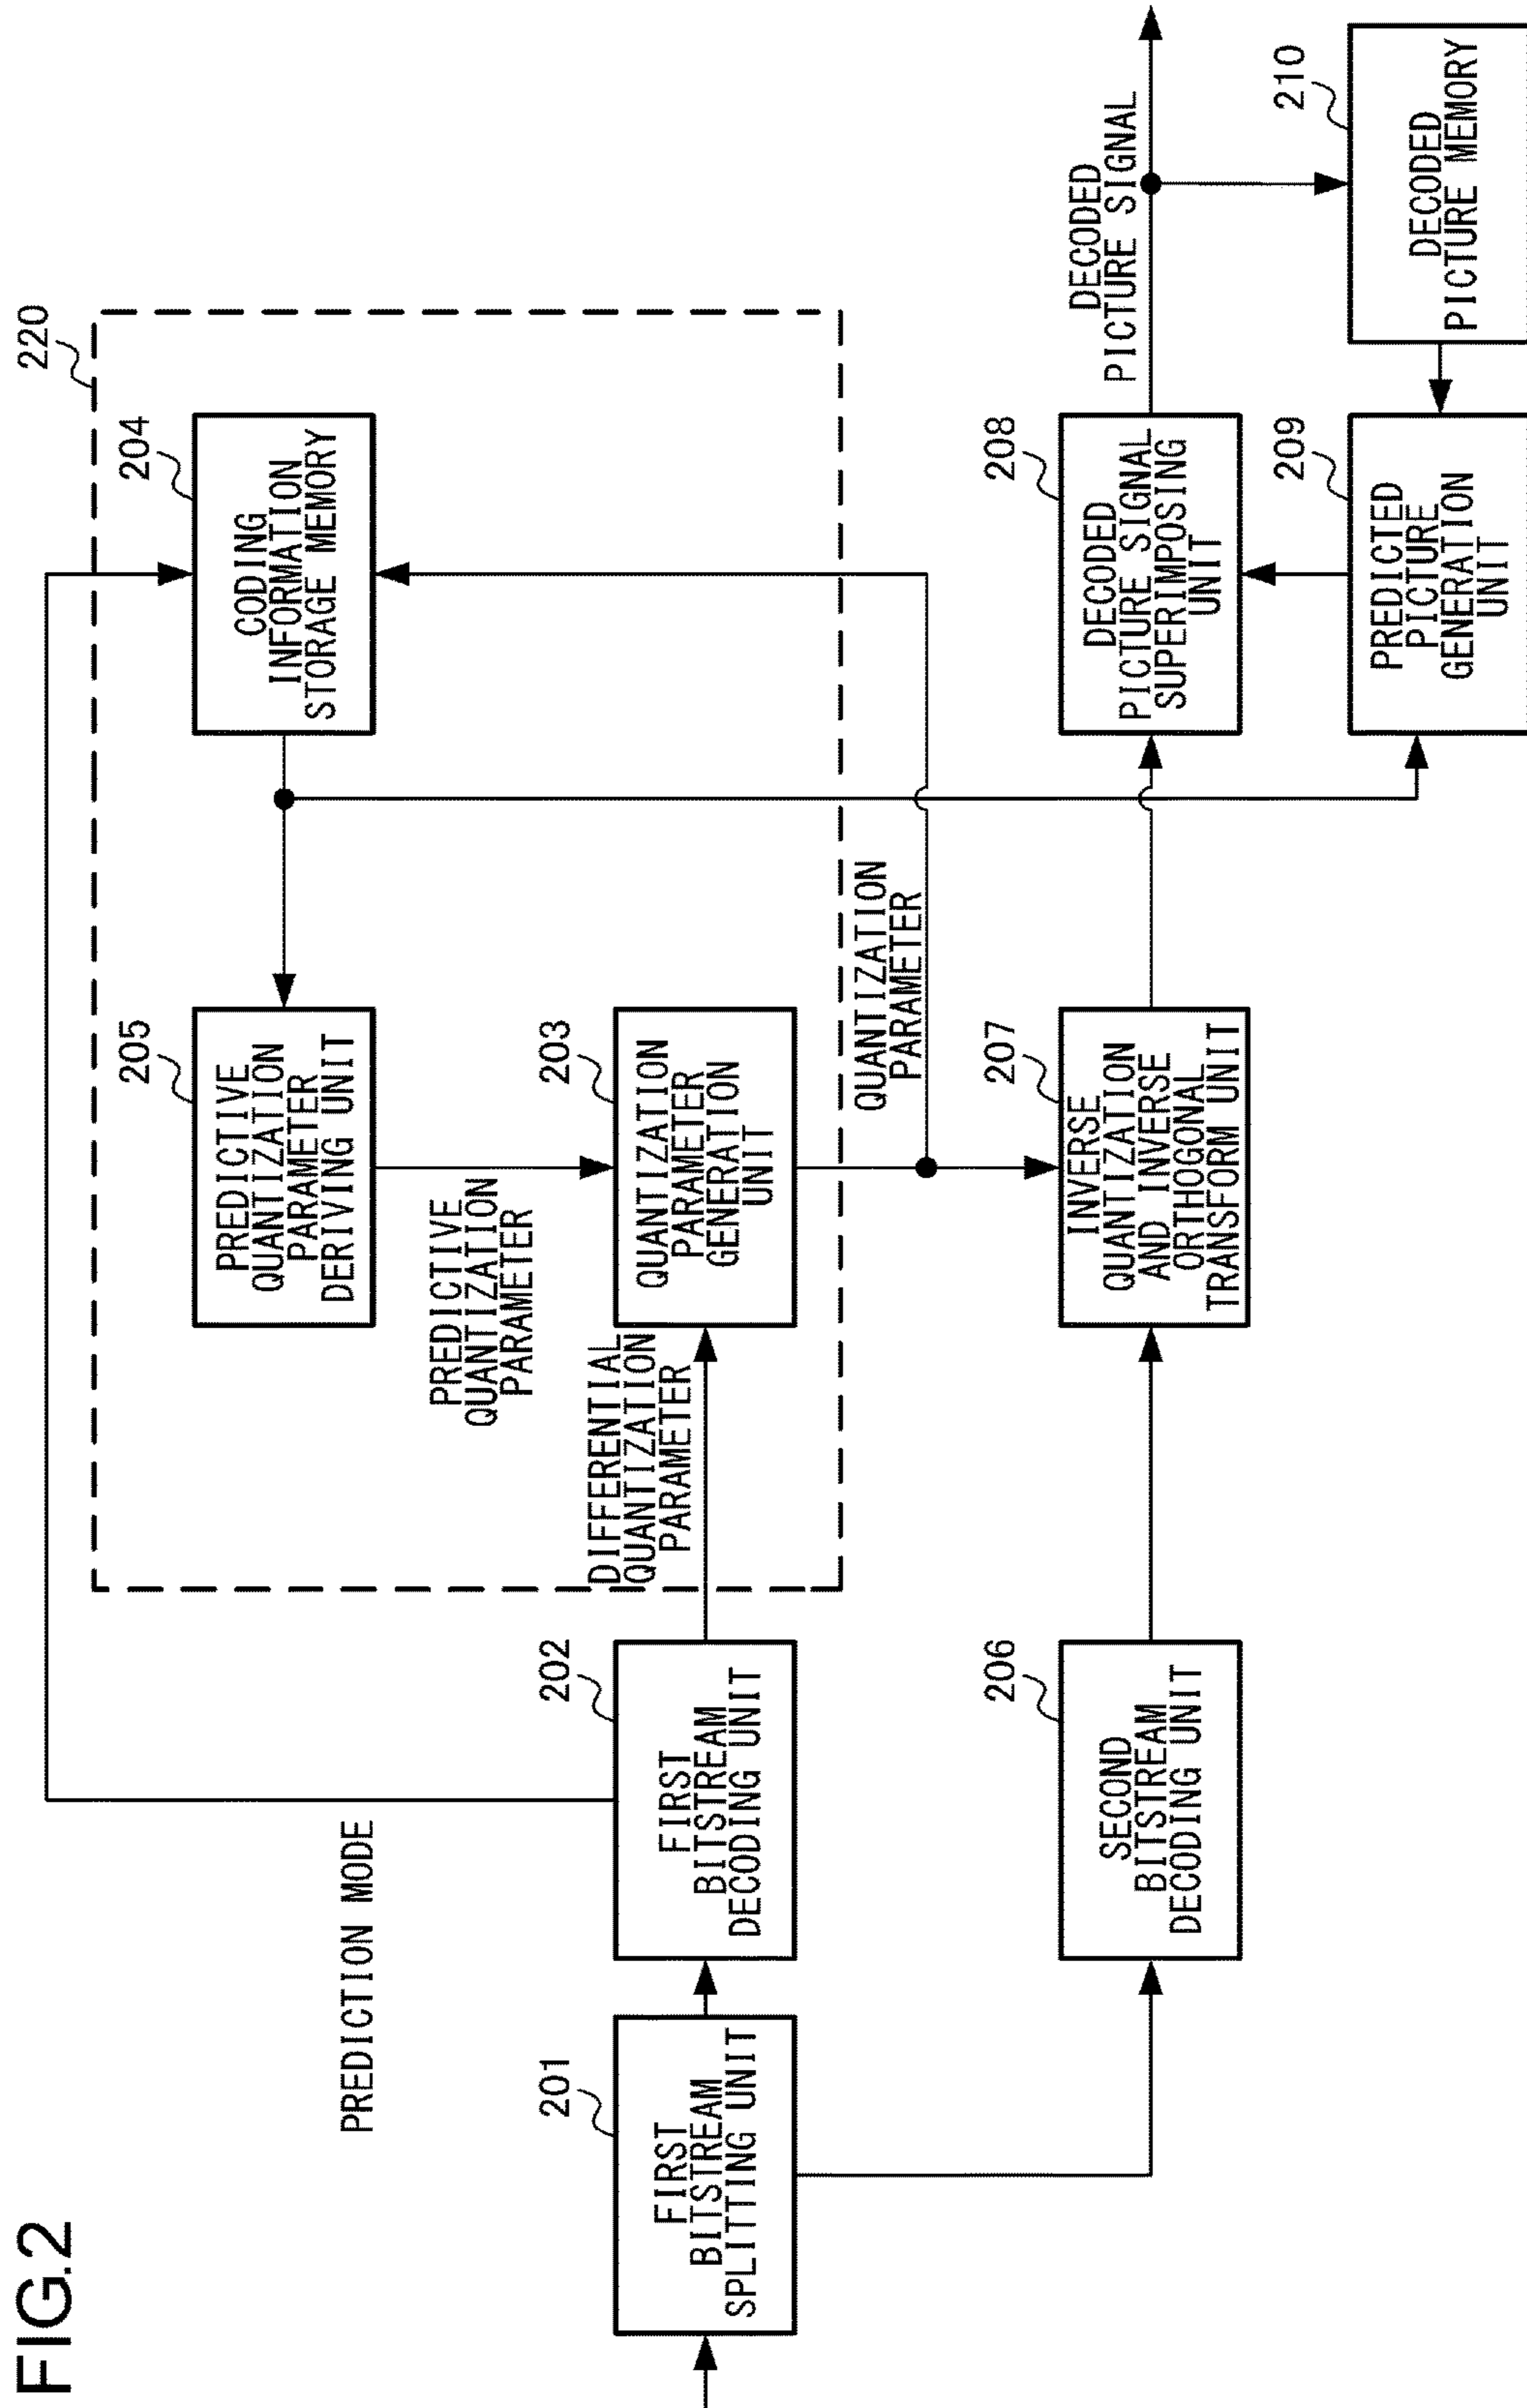 FIG.2
220
PREDICTION MODE
205
PREDICTIVE
QUANTIZATION
PARAMETER
DERIVING UNIT
204
CODING
INFORMATION
STORAGE MEMORY
PREDICTIVE
QUANTIZATION
PARAMETER
201
FIRST
BITSTREAM
SPLITTING UNIT
202
FIRST
BITSTREAM
DECODING UNIT
DIFFERENTIAL
QUANTIZATION
PARAMETER
203
QUANTIZATION
PARAMETER
GENERATION
UNIT
QUANTIZATION
PARAMETER
206
SECOND
BITSTREAM
DECODING UNIT
207
INVERSE
QUANTIZATION
AND INVERSE
ORTHOGONAL
TRANSFORM UNIT
208
DECODED
PICTURE SIGNAL
SUPERIMPOSING
UNIT
DECODED
PICTURE SIGNAL
209
PREDICTED
PICTURE
GENERATION
UNIT
210
DECODED
PICTURE MEMORY